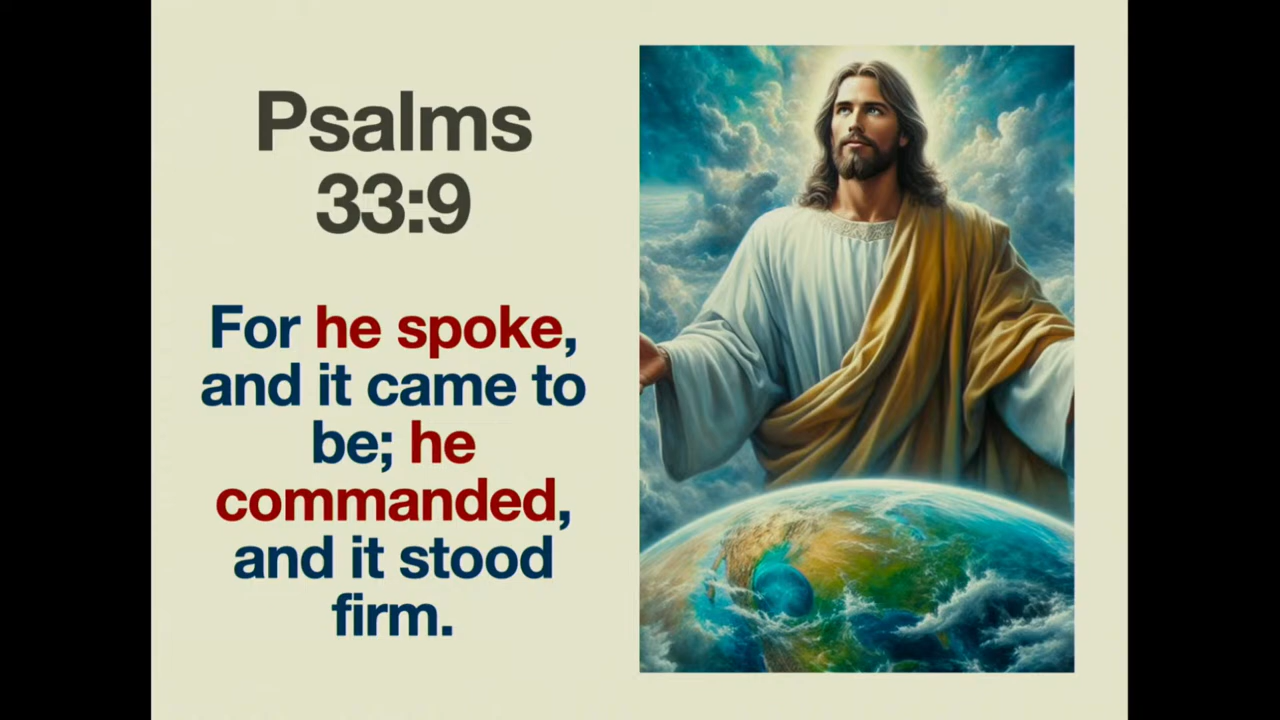 Psalms
33:9
For he spoke,
and it came to
be; he
commanded,
and it stood
firm.